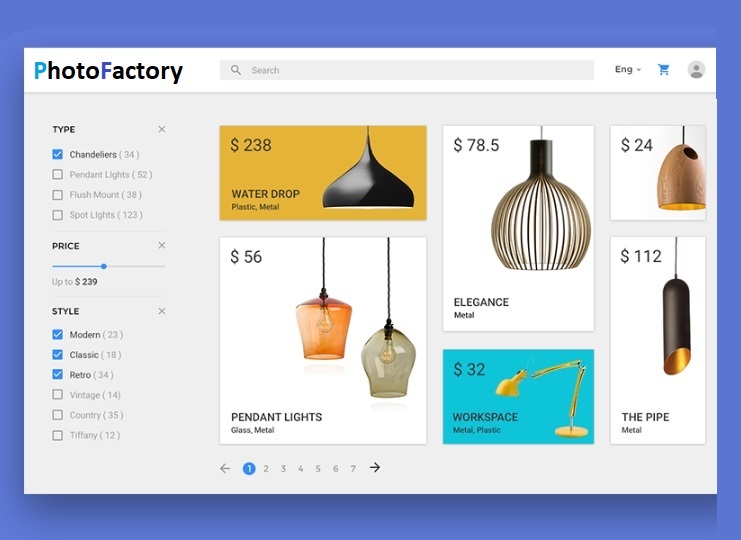 PhotoFactory
Search
Eng
TYPE
Chandeliers ( 34 )
Pendant Lights ( 52 )
Flush Mount ( 38 )
Spot Lights ( 123 )
PRICE
Up to $ 239
STYLE
Modern ( 23 )
Classic ( 18 )
Retro ( 34 )
Vintage ( 14)
Country ( 35 )
Tiffany ( 12 )
$ 238
WATER DROP
Plastic, Metal
$ 78.5
ELEGANCE
Metal
$ 24
$ 56
PENDANT LIGHTS
Glass, Metal
$ 32
WORKSPACE
Metal, Plastic
$ 112
THE PIPE
Metal
1 2 3 4 5 6 7